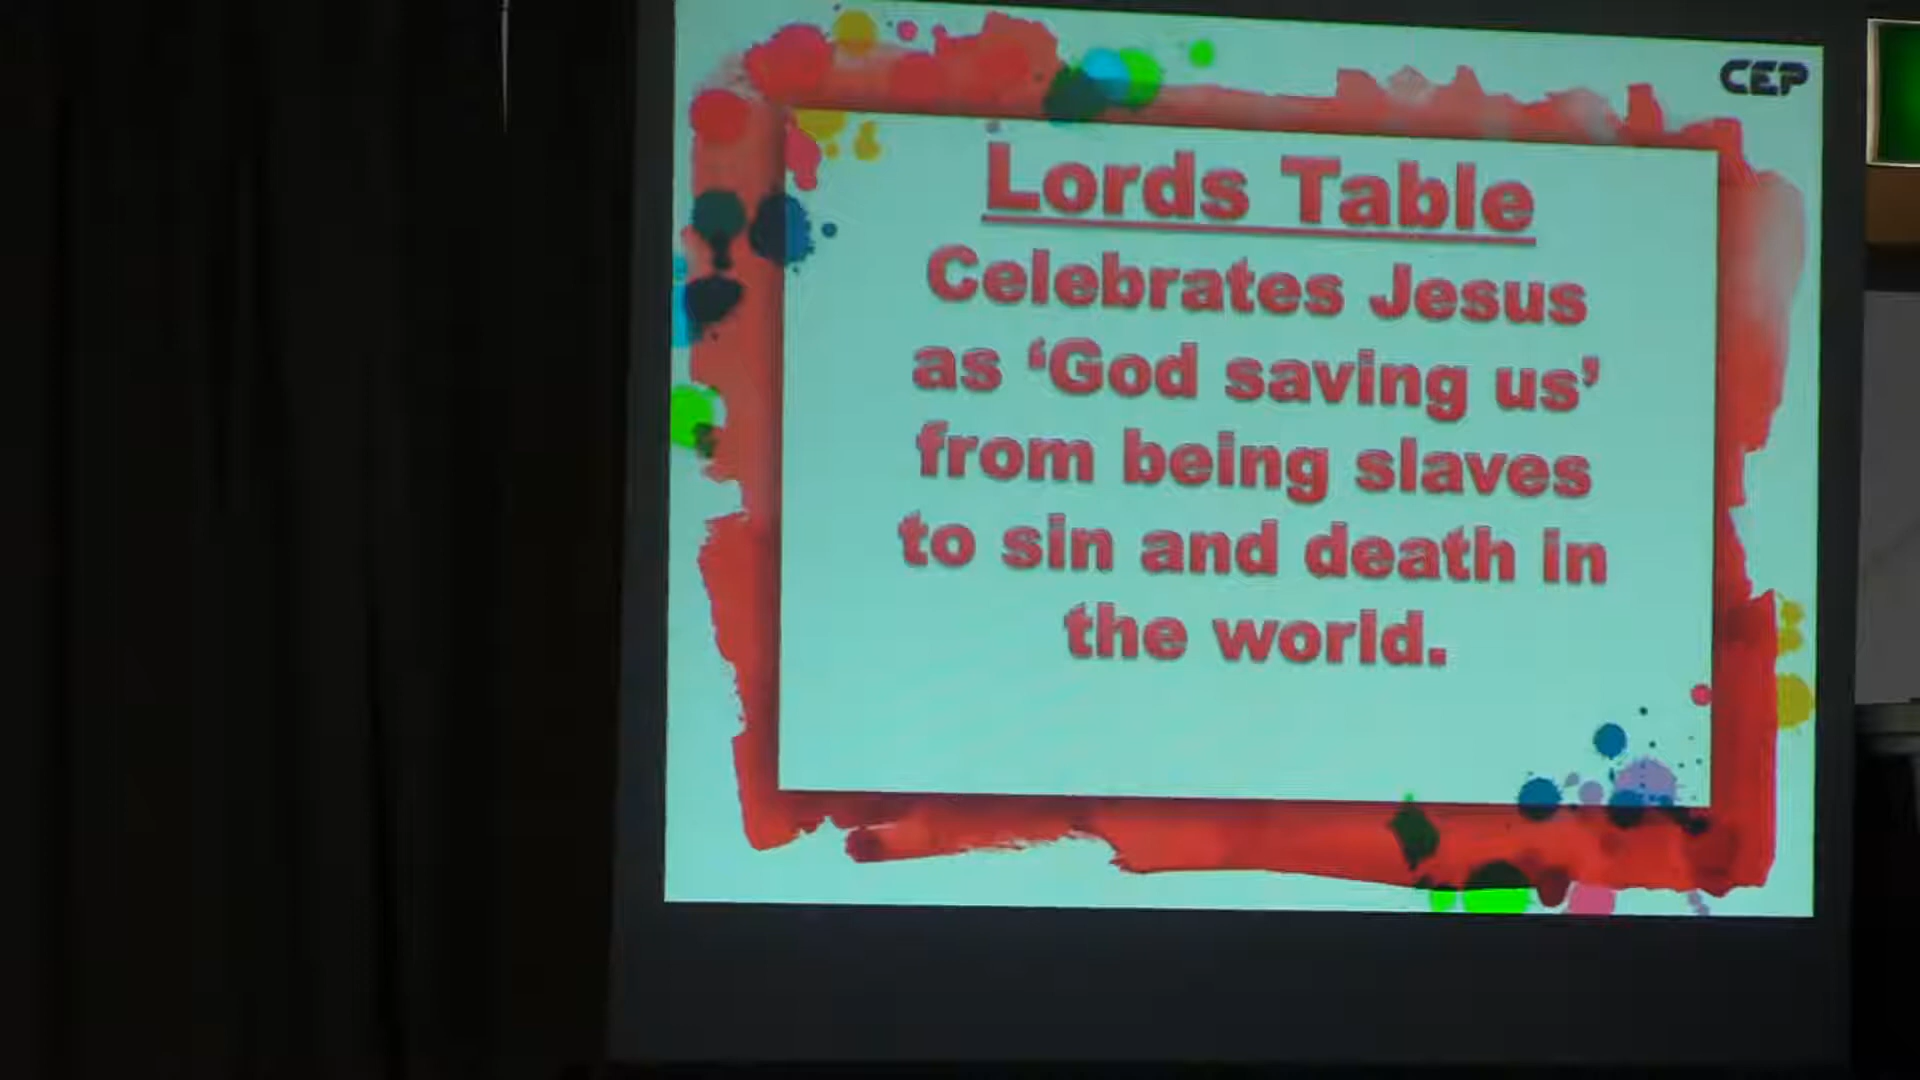 CEP
Lords Table
Celebrates Jesus
as ‘God saving us’
from being slaves
to sin and death in
the world.